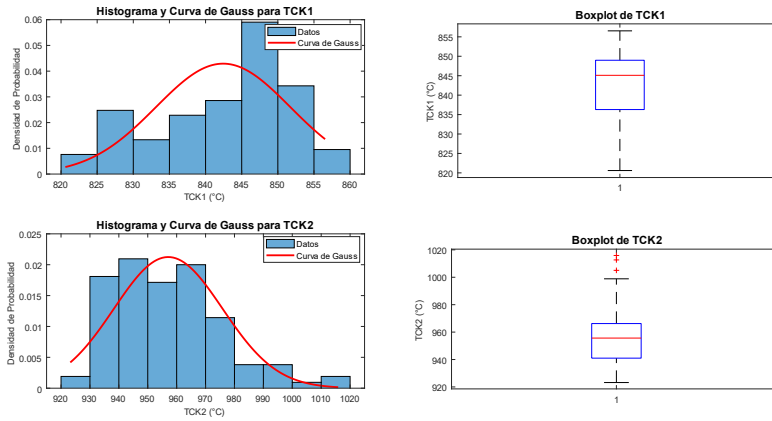 Histograma y Curva de Gauss para TCK1
0.06
0.05
0.04
0.03
0.02
0.01
0
Densidad de Probabilidad
Datos
Curva de Gauss
820 825 830 835 840 845 850 855 860
TCK1 (°C)
Boxplot de TCK1
855
850
845
840
835
830
825
820
TCK1 (°C)
1
Histograma y Curva de Gauss para TCK2
0.025
0.02
0.015
0.01
0.005
0
Densidad de Probabilidad
Datos
Curva de Gauss
920 930 940 950 960 970 980 990 1000 1010 1020
TCK2 (°C)
Boxplot de TCK2
1020
1000
980
960
940
920
TCK2 (°C)
1